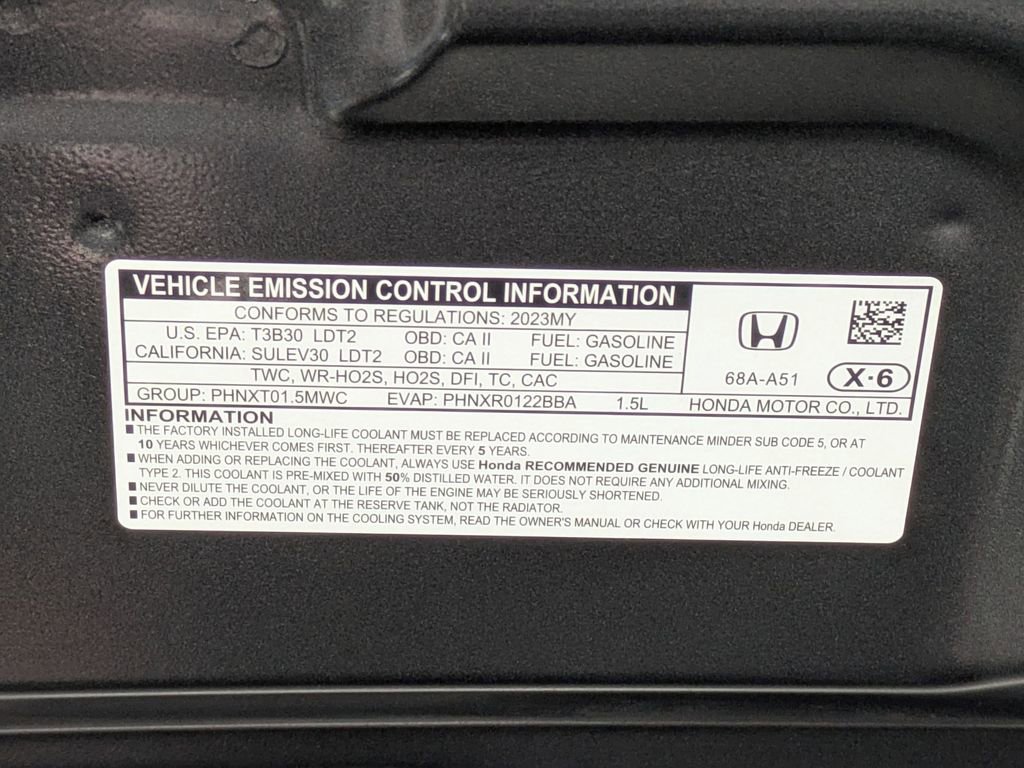 VEHICLE EMISSION CONTROL INFORMATION
CONFORMS TO REGULATIONS: 2023MY
U.S. EPA: T3B30 LDT2 OBD: CA II FUEL: GASOLINE
CALIFORNIA: SULEV30 LDT2 OBD: CA II FUEL: GASOLINE
TWC, WR-HO2S, HO2S, DFI, TC, CAC
68A-A51 X·6
GROUP: PHNXT01.5MWC EVAP: PHNXR0122BBA 1.5L HONDA MOTOR CO., LTD.
INFORMATION
■ THE FACTORY INSTALLED LONG-LIFE COOLANT MUST BE REPLACED ACCORDING TO MAINTENANCE MINDER SUB CODE 5, OR AT
10 YEARS WHICHEVER COMES FIRST. THEREAFTER EVERY 5 YEARS.
■ WHEN ADDING OR REPLACING THE COOLANT, ALWAYS USE Honda RECOMMENDED GENUINE LONG-LIFE ANTI-FREEZE / COOLANT
TYPE 2. THIS COOLANT IS PRE-MIXED WITH 50% DISTILLED WATER. IT DOES NOT REQUIRE ANY ADDITIONAL MIXING.
■ NEVER DILUTE THE COOLANT, OR THE LIFE OF THE ENGINE MAY BE SERIOUSLY SHORTENED.
■ CHECK OR ADD THE COOLANT AT THE RESERVE TANK, NOT THE RADIATOR.
■ FOR FURTHER INFORMATION ON THE COOLING SYSTEM, READ THE OWNER'S MANUAL OR CHECK WITH YOUR Honda DEALER.